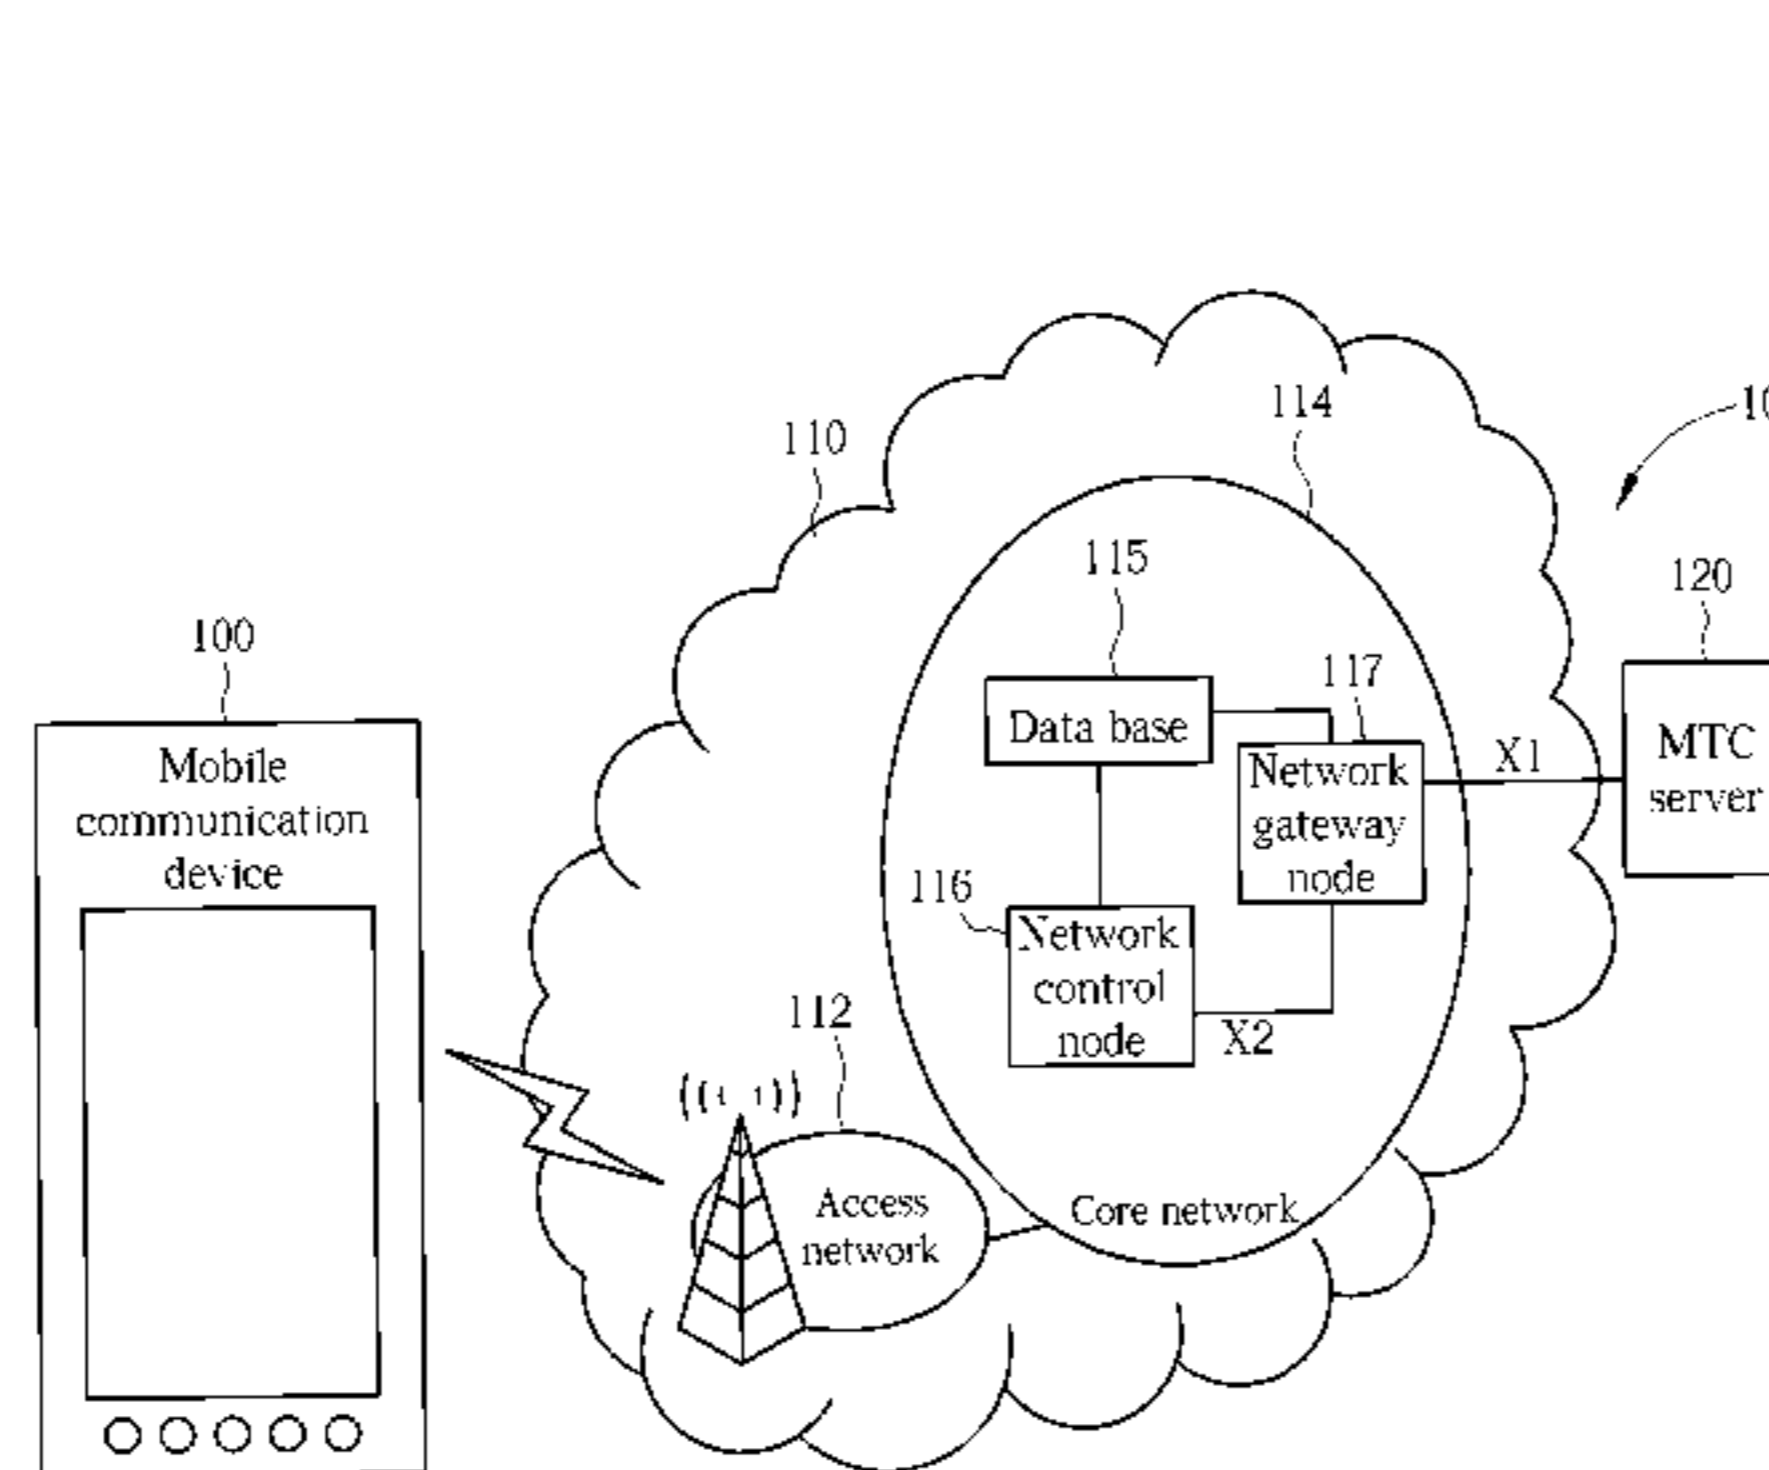 114
110
115
120
117
100
Data base
X1
MTC
server
Mobile
communication
device
Network
gateway
node
116
Network
control
node
X2
112
Access
network
Core network